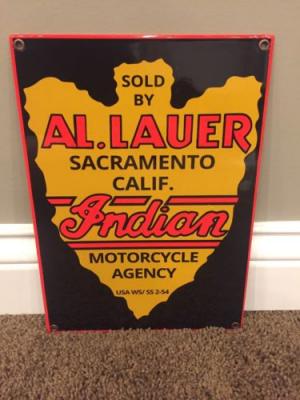 SOLD
BY
AL. LAUER
SACRAMENTO
CALIF.
Indian
MOTORCYCLE
AGENCY
USA WS/ SS 2-54